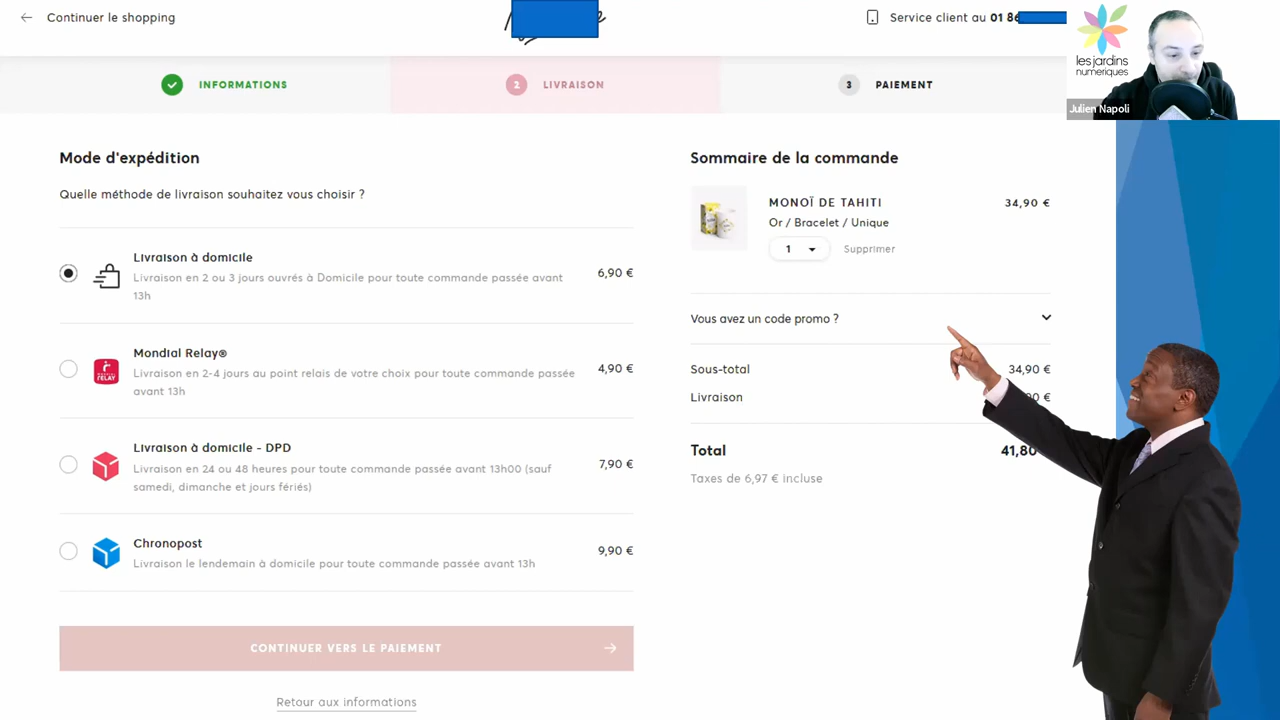 Continuer le shopping
Service client au 01 86
les jardins
numeriques
Julien Napoli
INFORMATIONS
2 LIVRAISON
3 PAIEMENT
Mode d'expédition
Quelle méthode de livraison souhaitez vous choisir ?
Livraison à domicile
Livraison en 2 ou 3 jours ouvrés à Domicile pour toute commande passée avant
13h
6,90 €
Mondial Relay®
Livraison en 2-4 jours au point relais de votre choix pour toute commande passée
avant 13h
4,90 €
Livraison à domicile - DPD
Livraison en 24 ou 48 heures pour toute commande passée avant 13h00 (sauf
samedi, dimanche et jours fériés)
7,90 €
Chronopost
Livraison le lendemain à domicile pour toute commande passée avant 13h
9,90 €
CONTINUER VERS LE PAIEMENT
Retour aux informations
Sommaire de la commande
MONOÏ DE TAHITI
34,90 €
Or / Bracelet / Unique
1
Supprimer
Vous avez un code promo ?
Sous-total
34,90 €
Livraison
0 €
Total
41,80
Taxes de 6,97 € incluse